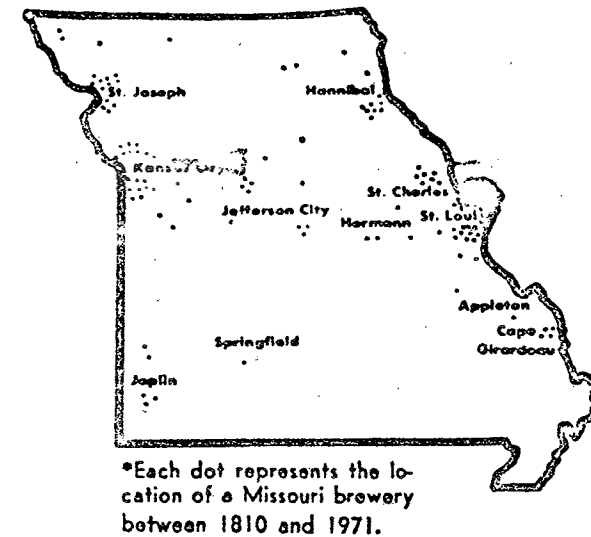 St. Joseph
Hannibal
Kansas City
St. Charles
Jefferson City
Hermann
St. Louis
Appleton
Cape
Girardeau
Springfield
Joplin
*Each dot represents the lo-
cation of a Missouri brewery
between 1810 and 1971.